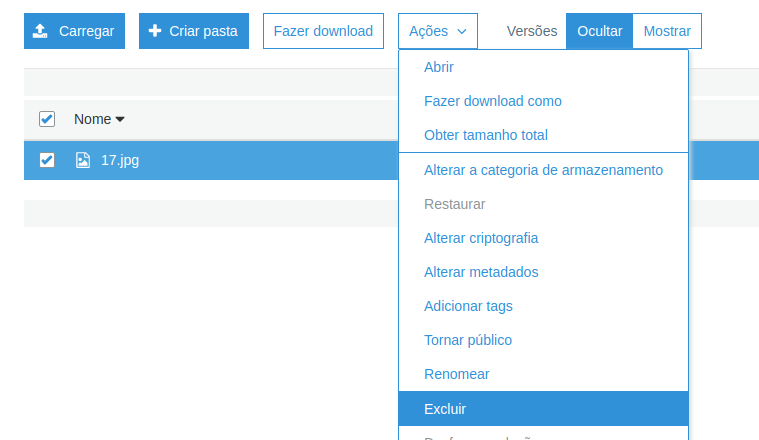 Carregar Criar pasta Fazer download Ações Versões Ocultar Mostrar
Abrir
Fazer download como
Nome
Obter tamanho total
17.jpg
Alterar a categoria de armazenamento
Restaurar
Alterar criptografia
Alterar metadados
Adicionar tags
Tornar público
Renomear
Excluir